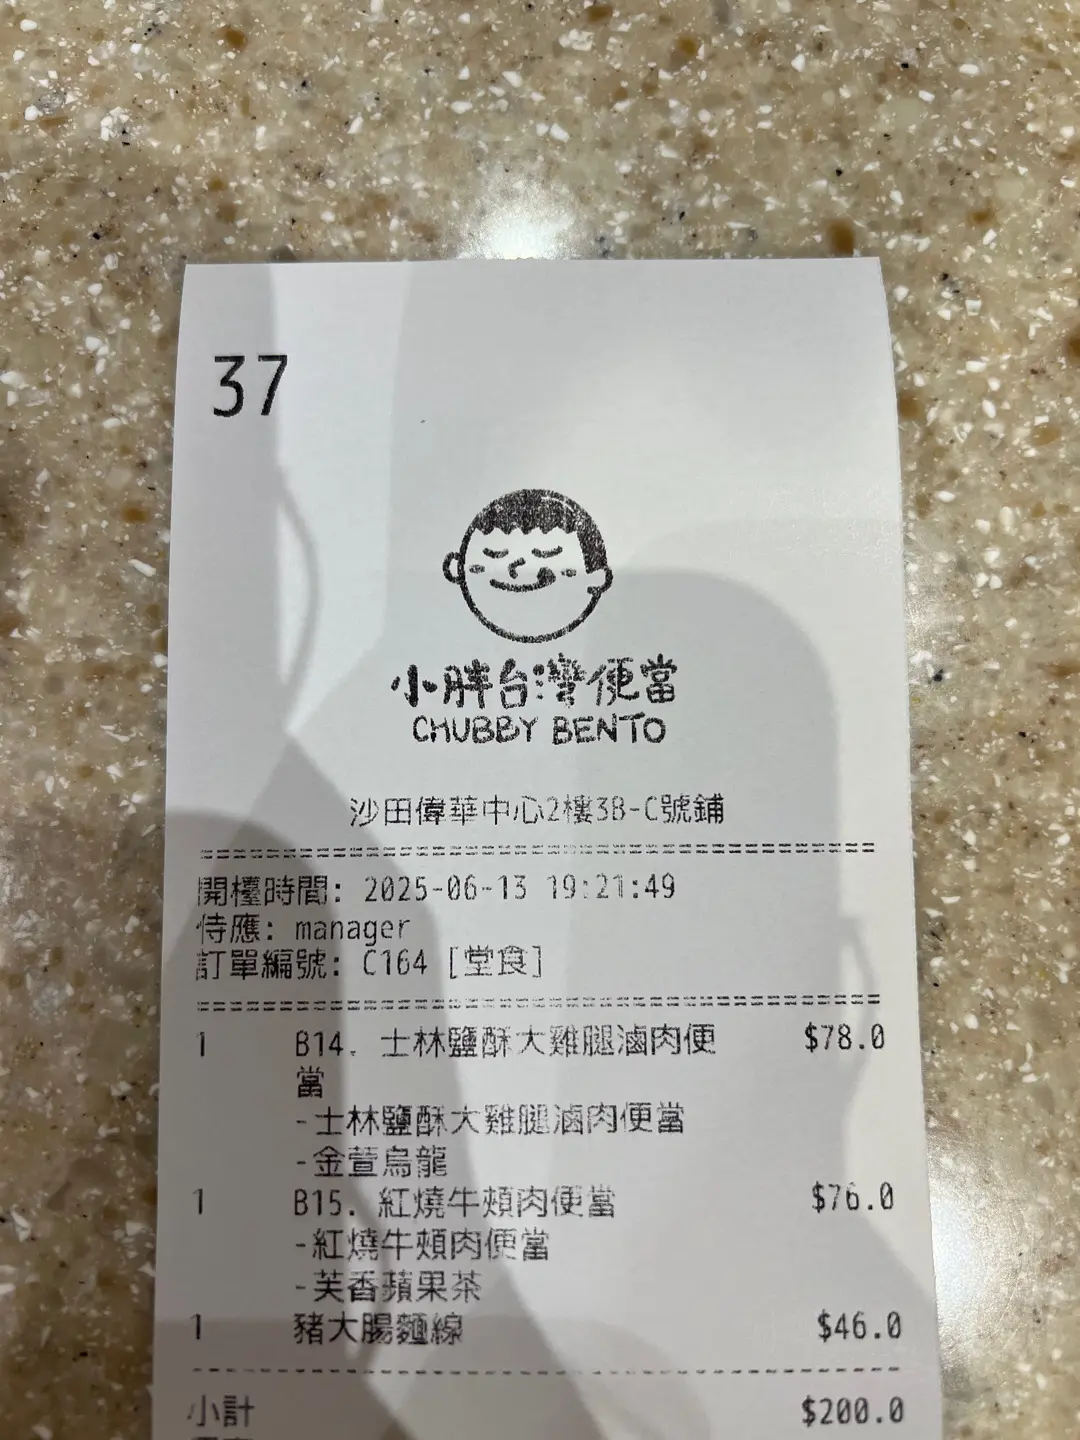 37
小胖台灣便當
CHUBBY BENTO
沙田偉華中心2樓3B-C號鋪
開檯時間: 2025-06-13 19:21:49
侍應: manager
訂單編號: C164 [堂食]
1 B14. 士林鹽酥大雞腿滷肉便 $78.0
當
-士林鹽酥大雞腿滷肉便當
-金萱烏龍
1 B15. 紅燒牛頰肉便當 $76.0
-紅燒牛頰肉便當
-芙香蘋果茶
1 豬大腸麵線 $46.0
小計 $200.0